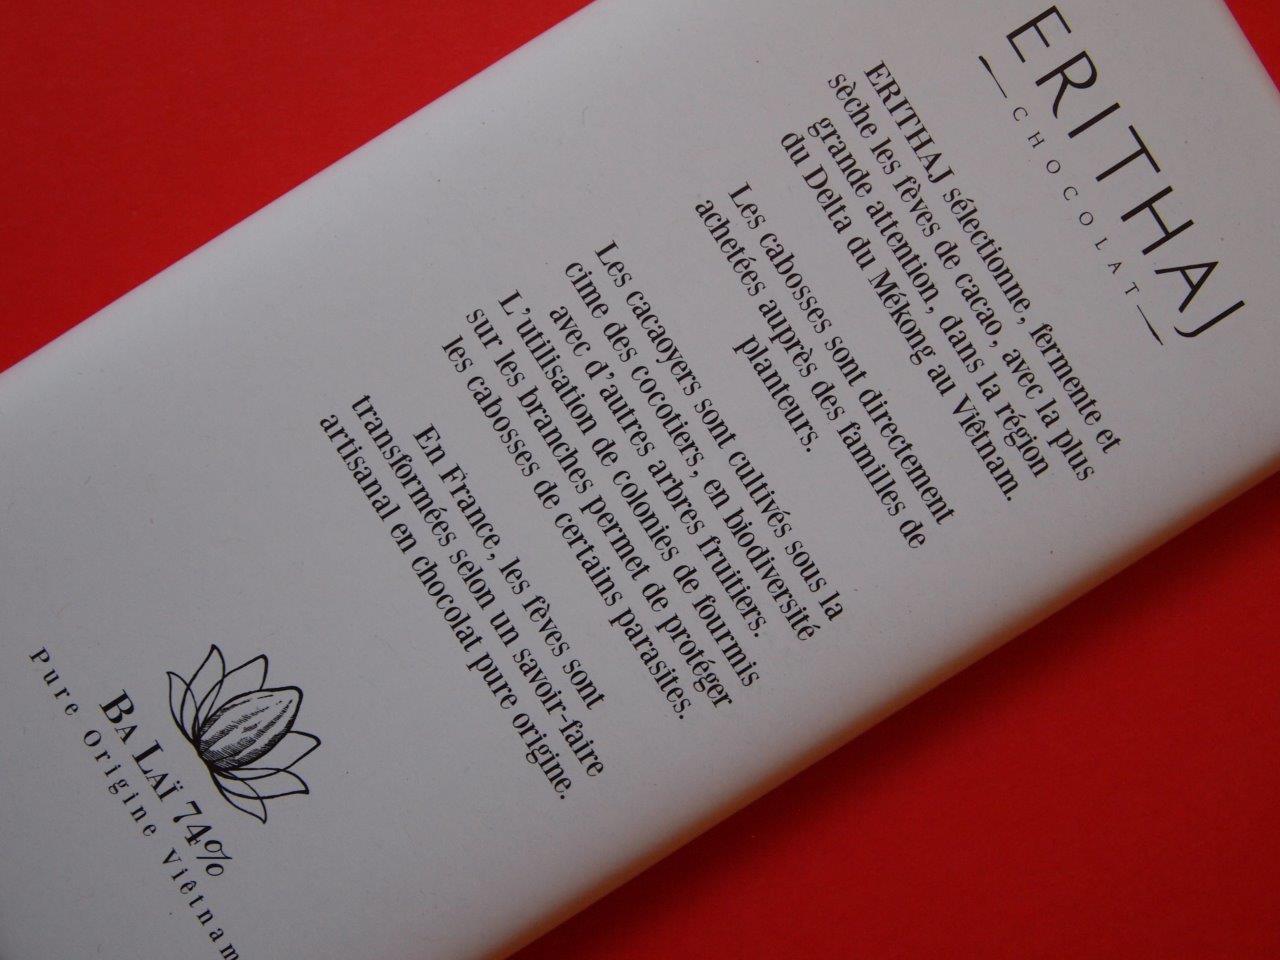 ERITHAJ
CHOCOLAT
ERITHAJ sélectionne, fermente et
sèche les fèves de cacao, avec la plus
grande attention, dans la région
du Delta du Mékong au Viêtnam.
Les cabosses sont directement
achetées auprès des familles de
planteurs.
Les cacaoyers sont cultivés sous la
cime des cocotiers, en biodiversité
avec d'autres arbres fruitiers.
L'utilisation de colonies de fourmis
sur les branches permet de protéger
les cabosses de certains parasites.
En France, les fèves sont
transformées selon un savoir-faire
artisanal en chocolat pure origine.
BA LAÏ 74%
Pure Origine Viêtnam